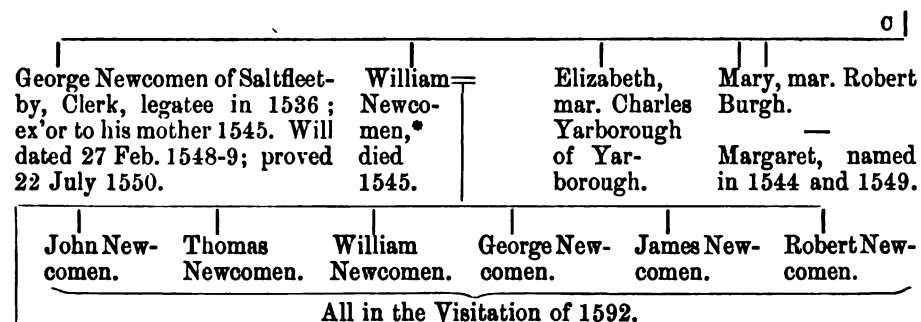 C
George Newcomen of Saltfleet-
by, Clerk, legatee in 1536 ;
ex'or to his mother 1545. Will
dated 27 Feb. 1548-9; proved
22 July 1550.
William=
Newco-
men,*
died
1545.
Elizabeth,
mar. Charles
Yarborough
of Yar-
borough.
Mary, mar. Robert
Burgh.
—
Margaret, named
in 1544 and 1549.
John New-
comen.
Thomas
Newcomen.
William
Newcomen.
George New-
comen.
James New-
comen.
Robert New-
comen.
All in the Visitation of 1592.